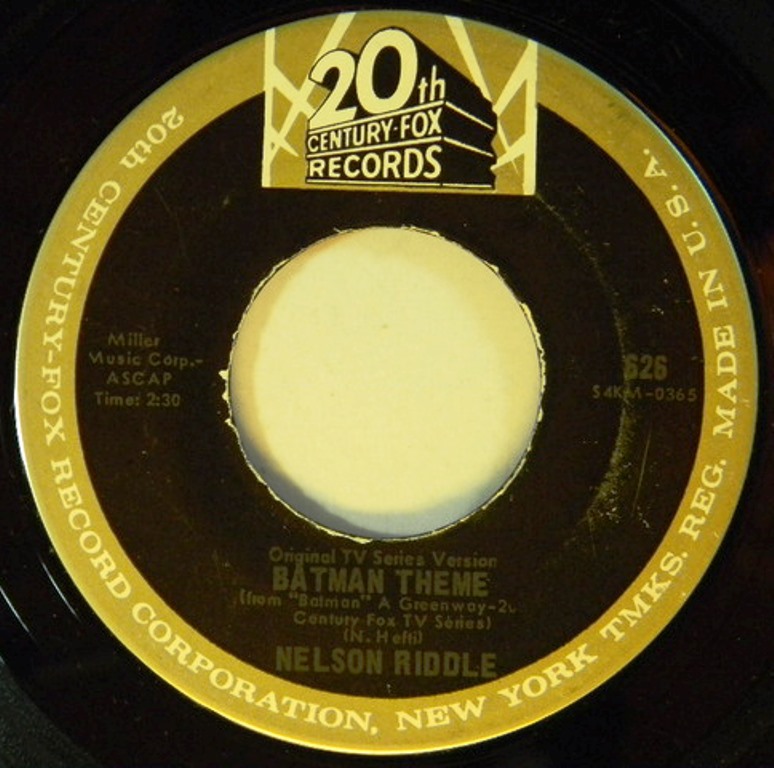 20th
CENTURY-FOX
RECORDS
20th CENTURY-FOX RECORD CORPORATION, NEW YORK TMKS. REG. MADE IN U.S.A.
Miller
Music Corp.-
ASCAP
Time: 2:30
626
S4KM-0365
Original TV Series Version
BATMAN THEME
(from "Batman" A Greenway-20
Century Fox TV Series)
(N. Hefti)
NELSON RIDDLE